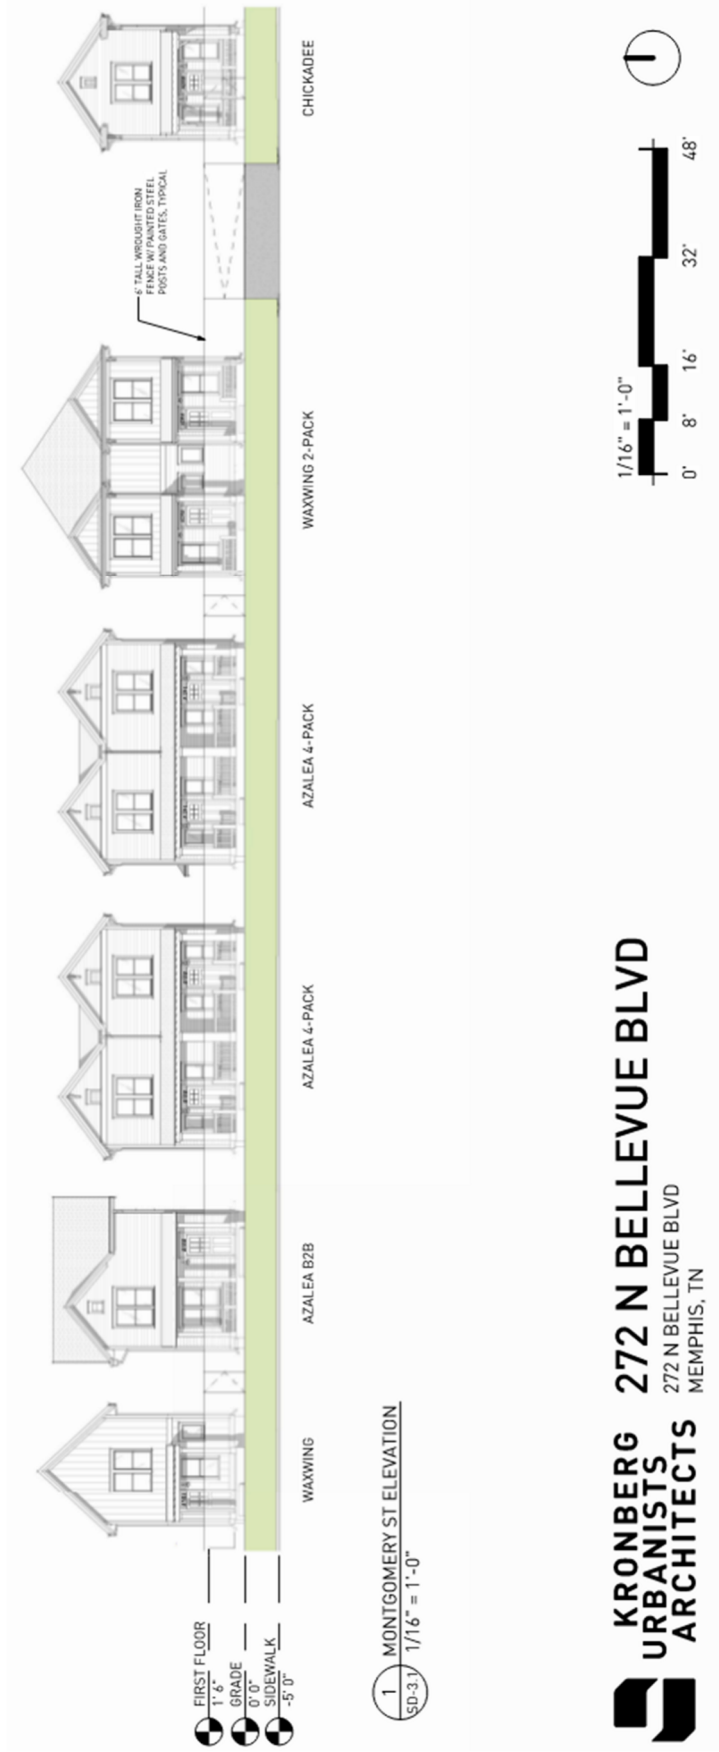 6' TALL WROUGHT IRON
FENCE W/ PAINTED STEEL
POSTS AND GATES, TYPICAL
FIRST FLOOR
1' 6"
GRADE
0' 0"
SIDEWALK
-5' 0"
WAXWING
AZALEA B2B
AZALEA 4-PACK
AZALEA 4-PACK
WAXWING 2-PACK
CHICKADEE
1
SD-3.1
MONTGOMERY ST ELEVATION
1/16" = 1'-0"
KRONBERG
URBANISTS
ARCHITECTS
272 N BELLEVUE BLVD
272 N BELLEVUE BLVD
MEMPHIS, TN
1/16" = 1'-0"
0' 8' 16' 32' 48'